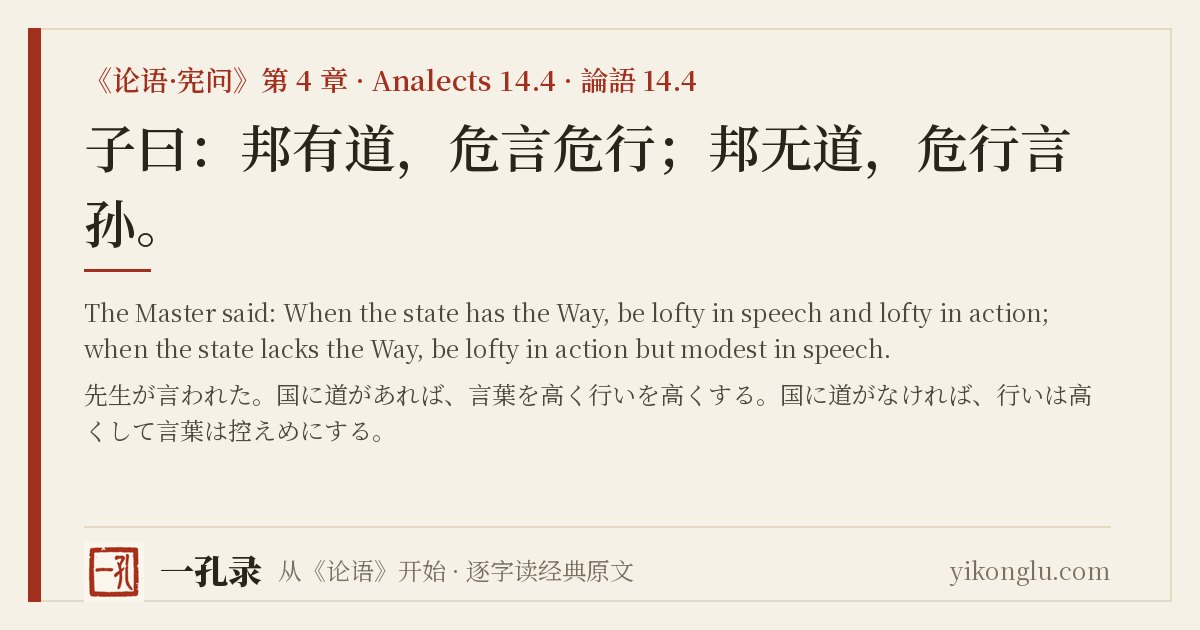 《论语·宪问》第 4 章 · Analects 14.4 · 論語 14.4
子曰：邦有道，危言危行；邦无道，危行言
孙。
The Master said: When the state has the Way, be lofty in speech and lofty in action;
when the state lacks the Way, be lofty in action but modest in speech.
先生が言われた。国に道があれば、言葉を高く行いを高くする。国に道がなければ、行いは高
くして言葉は控えめにする。
一孔
一孔录
从《论语》开始 · 逐字读经典原文
yikonglu.com